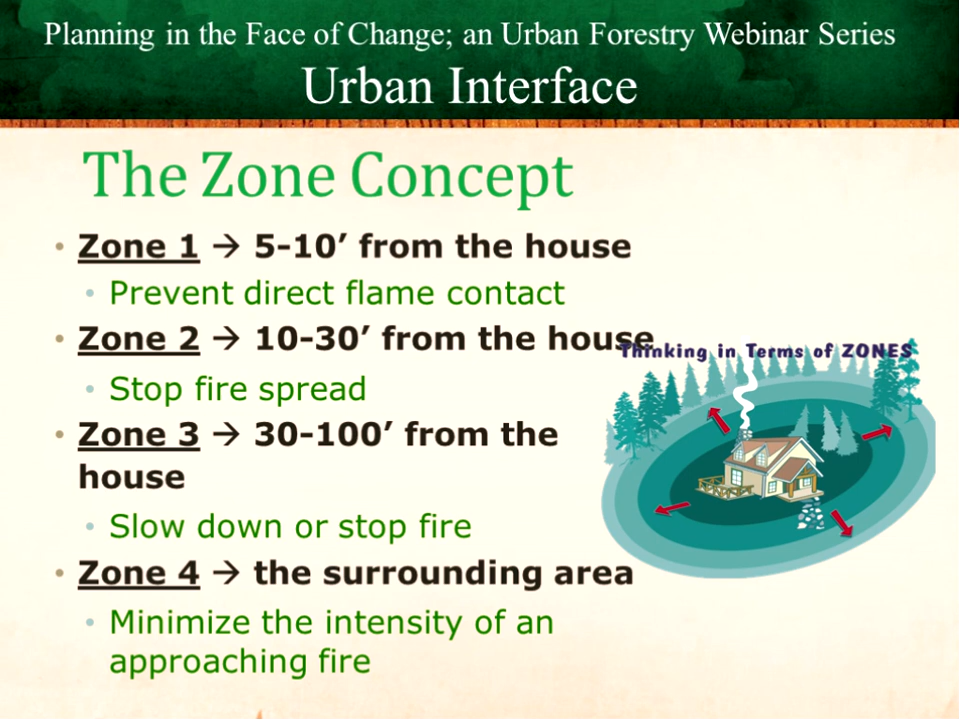 Planning in the Face of Change; an Urban Forestry Webinar Series
Urban Interface
The Zone Concept
• Zone 1 → 5-10’ from the house
• Prevent direct flame contact
• Zone 2 → 10-30’ from the house
• Stop fire spread
• Zone 3 → 30-100’ from the
house
• Slow down or stop fire
• Zone 4 → the surrounding area
• Minimize the intensity of an
approaching fire
Thinking in Terms of ZONES